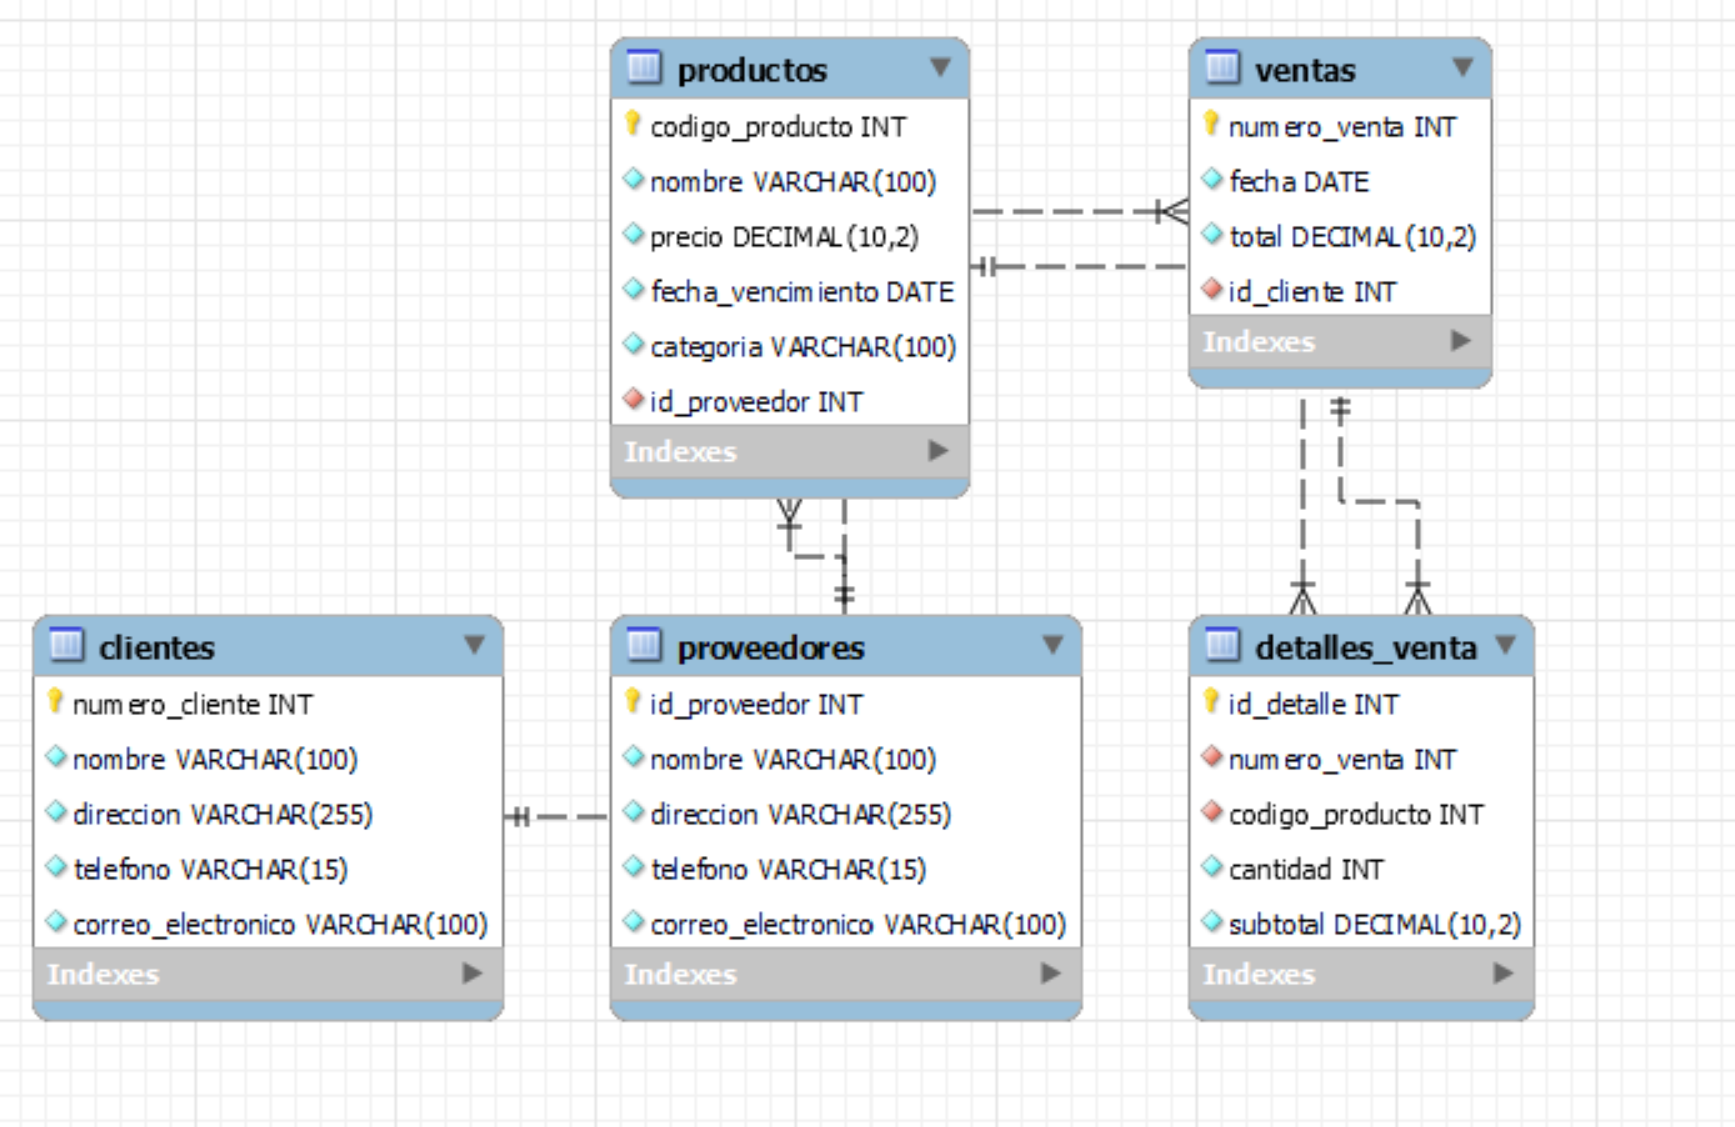 productos
codigo_producto INT
nombre VARCHAR(100)
precio DECIMAL(10,2)
fecha_vencimiento DATE
categoria VARCHAR(100)
id_proveedor INT
Indexes
ventas
numero_venta INT
fecha DATE
total DECIMAL(10,2)
id_cliente INT
Indexes
clientes
numero_cliente INT
nombre VARCHAR(100)
direccion VARCHAR(255)
telefono VARCHAR(15)
correo_electronico VARCHAR(100)
Indexes
proveedores
id_proveedor INT
nombre VARCHAR(100)
direccion VARCHAR(255)
telefono VARCHAR(15)
correo_electronico VARCHAR(100)
Indexes
detalles_venta
id_detalle INT
numero_venta INT
codigo_producto INT
cantidad INT
subtotal DECIMAL(10,2)
Indexes